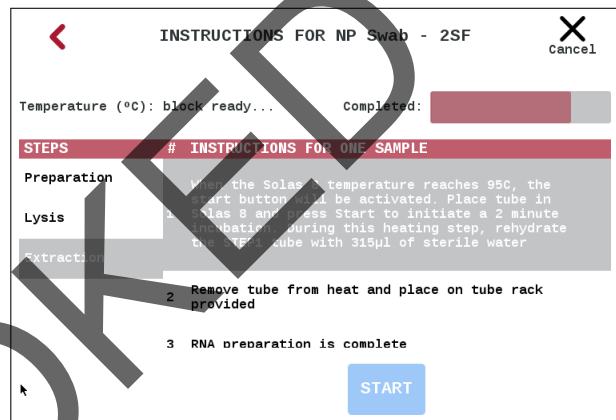 INSTRUCTIONS FOR NP Swab - 2SF
Cancel
Temperature (ºC): block ready...
Completed:
STEPS
# INSTRUCTIONS FOR ONE SAMPLE
Preparation
Lysis
Extraction
When the Solas 8 temperature reaches 95C, the
start button will be activated. Place tube in
1 Solas 8 and press Start to initiate a 2 minute
incubation. During this heating step, rehydrate
the STEP1 tube with 315µl of sterile water
2 Remove tube from heat and place on tube rack
provided
3 RNA preparation is complete
START
OKED